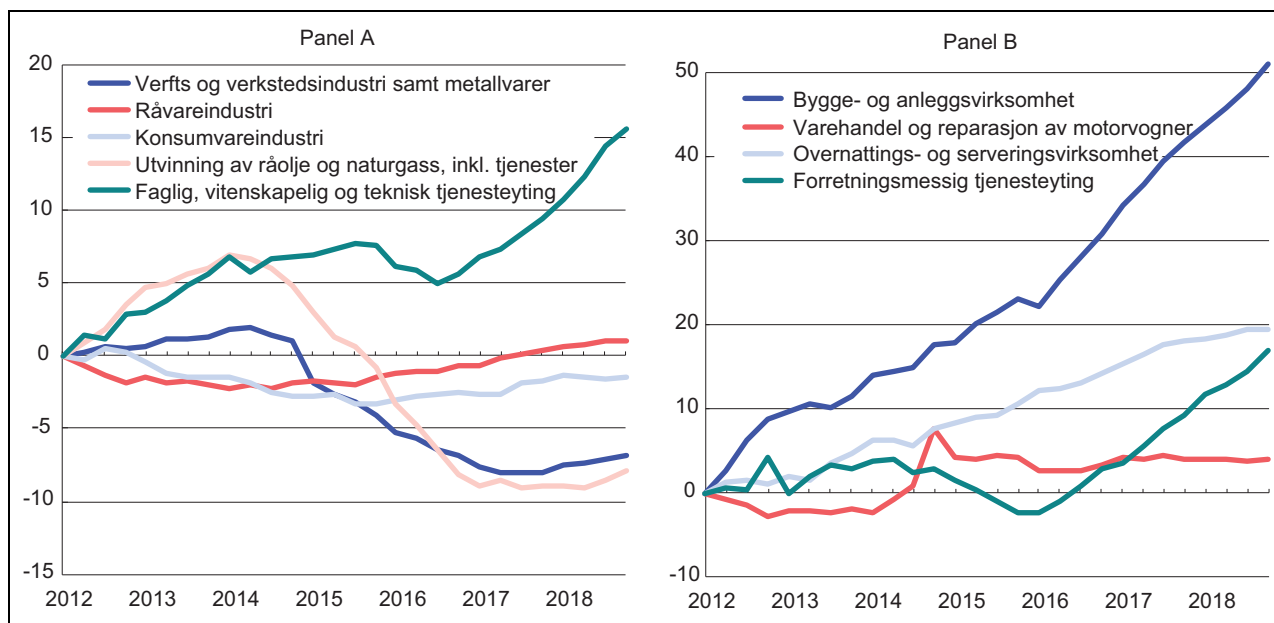 Panel A
20
15
10
5
0
-5
-10
-15
Verfts og verkstedsindustri samt metallvarer
Råvareindustri
Konsumvareindustri
Utvinning av råolje og naturgass, inkl. tjenester
Faglig, vitenskapelig og teknisk tjenesteyting
2012 2013 2014 2015 2016 2017 2018
Panel B
50
40
30
20
10
0
-10
Bygge- og anleggsvirksomhet
Varehandel og reparasjon av motorvogner
Overnattings- og serveringsvirksomhet
Forretningsmessig tjenesteyting
2012 2013 2014 2015 2016 2017 2018